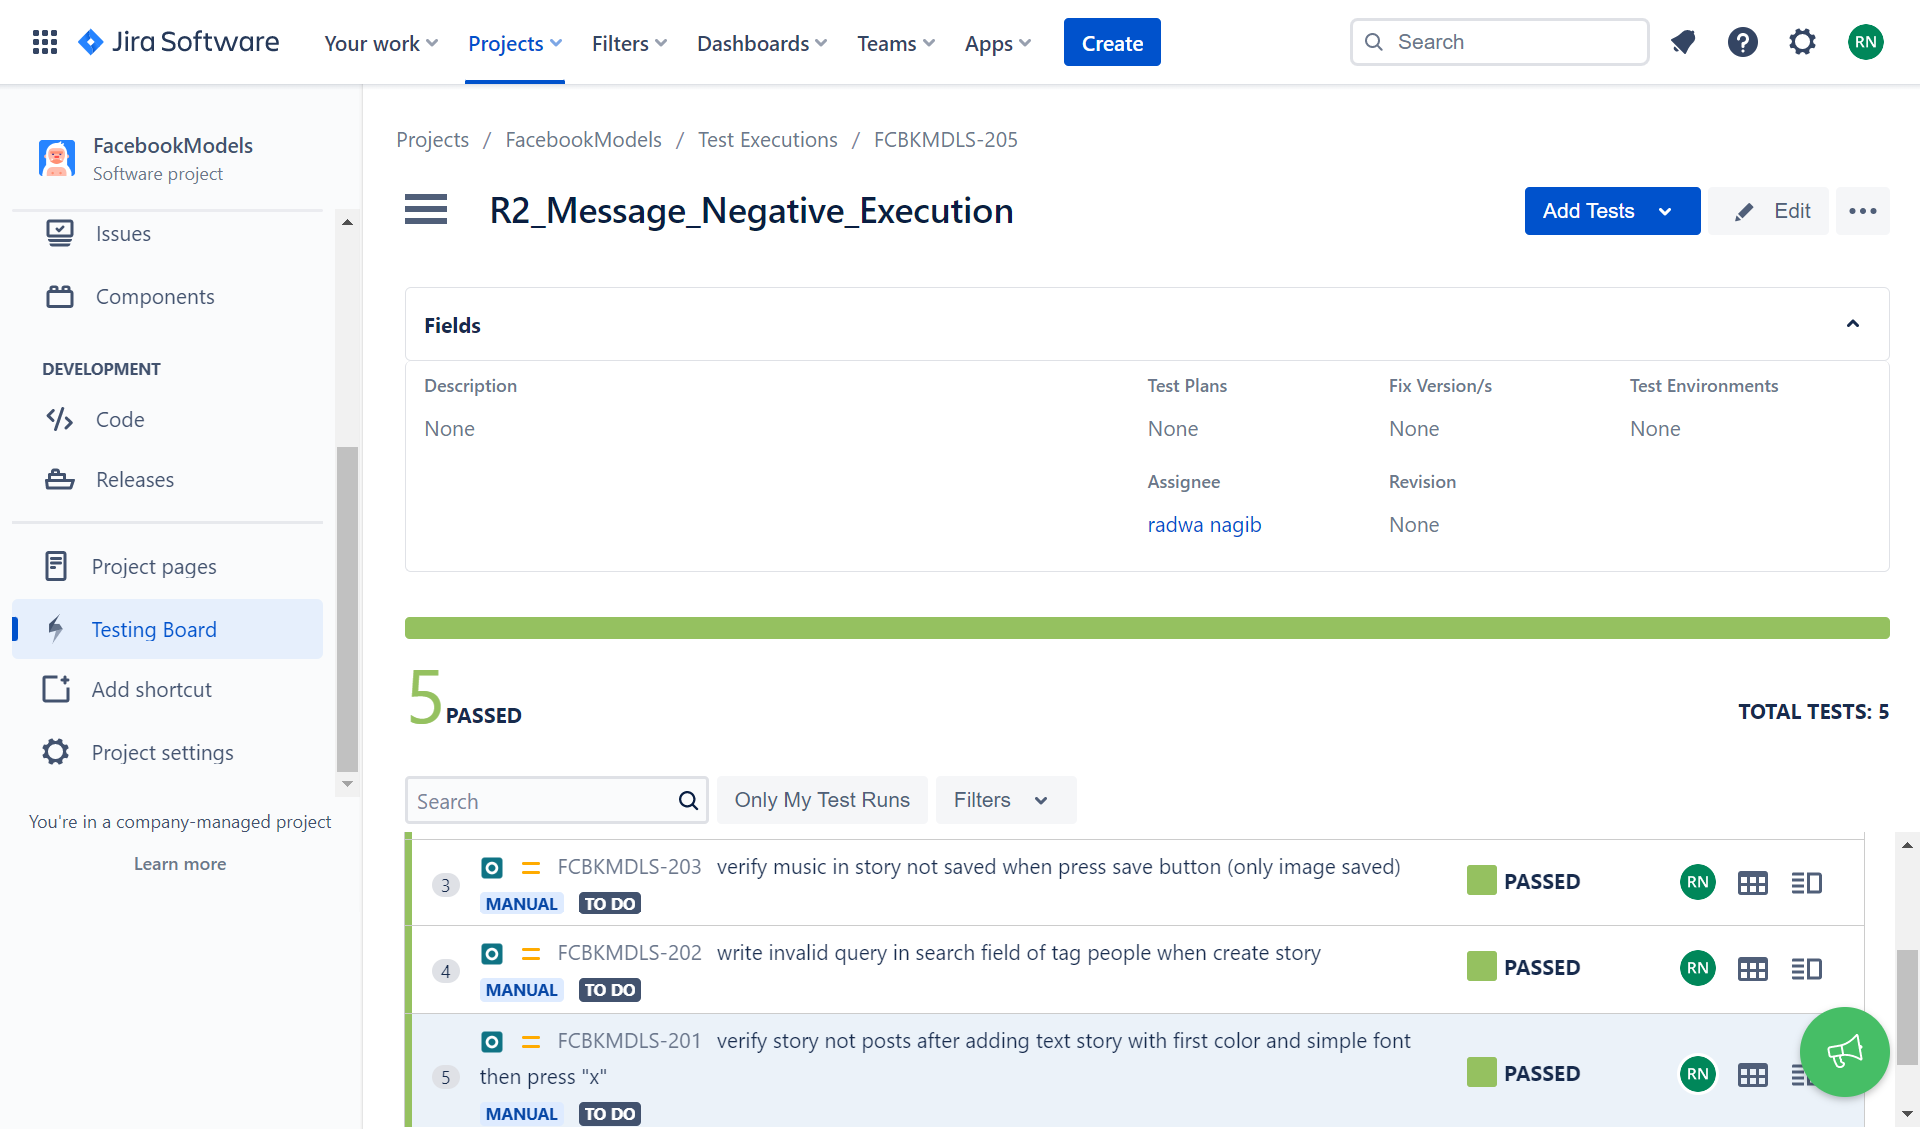 Jira Software
Your work
Projects
Filters
Dashboards
Teams
Apps
Create
Search
RN
FacebookModels
Software project
Issues
Components
DEVELOPMENT
Code
Releases
Project pages
Testing Board
Add shortcut
Project settings
You're in a company-managed project
Learn more
Projects / FacebookModels / Test Executions / FCBKMDLS-205
R2_Message_Negative_Execution
Add Tests
Edit
Fields
Description
None
Test Plans
None
Fix Version/s
None
Test Environments
None
Assignee
radwa nagib
Revision
None
5 PASSED
TOTAL TESTS: 5
Search
Only My Test Runs
Filters
3
FCBKMDLS-203 verify music in story not saved when press save button (only image saved)
MANUAL TO DO
PASSED
RN
4
FCBKMDLS-202 write invalid query in search field of tag people when create story
MANUAL TO DO
PASSED
RN
5
FCBKMDLS-201 verify story not posts after adding text story with first color and simple font
then press "x"
MANUAL TO DO
PASSED
RN